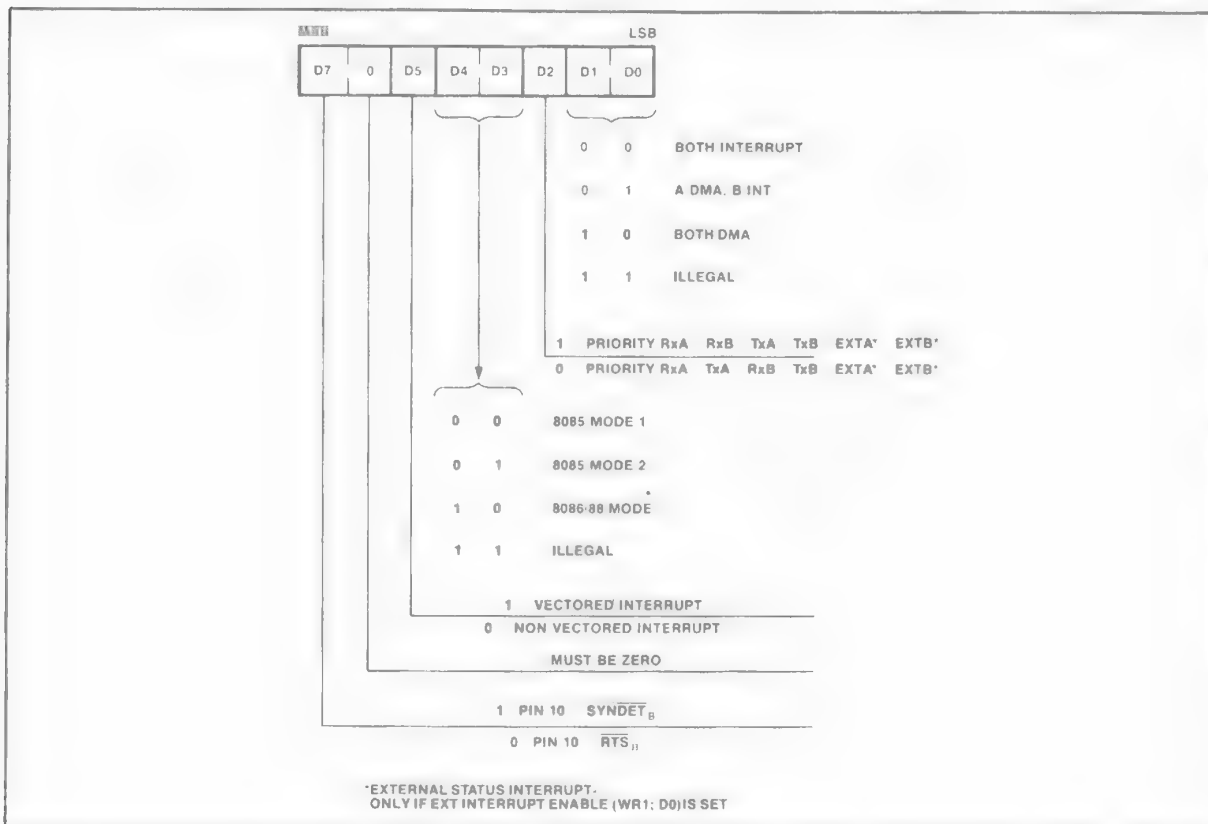 LSB
D7 0 D5 D4 D3 D2 D1 D0
0 0 BOTH INTERRUPT
0 1 A DMA. B INT
1 0 BOTH DMA
1 1 ILLEGAL
1 PRIORITY RxA RxB TxA TxB EXTA* EXTB*
0 PRIORITY RxA TxA RxB TxB EXTA* EXTB*
0 0 8085 MODE 1
0 1 8085 MODE 2
1 0 8086·88 MODE*
1 1 ILLEGAL
1 VECTORED INTERRUPT
0 NON VECTORED INTERRUPT
MUST BE ZERO
1 PIN 10 SYNDET B
0 PIN 10 RTS
*EXTERNAL STATUS INTERRUPT-
ONLY IF EXT INTERRUPT ENABLE (WR1; D0) IS SET